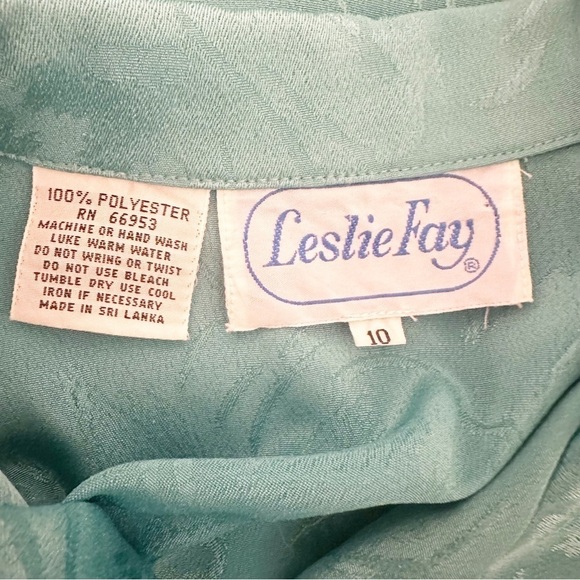 100% POLYESTER
RN 66953
MACHINE OR HAND WASH
LUKE WARM WATER
DO NOT WRING OR TWIST
DO NOT USE BLEACH
TUMBLE DRY USE COOL
IRON IF NECESSARY
MADE IN SRI LANKA
Leslie Fay ®
10